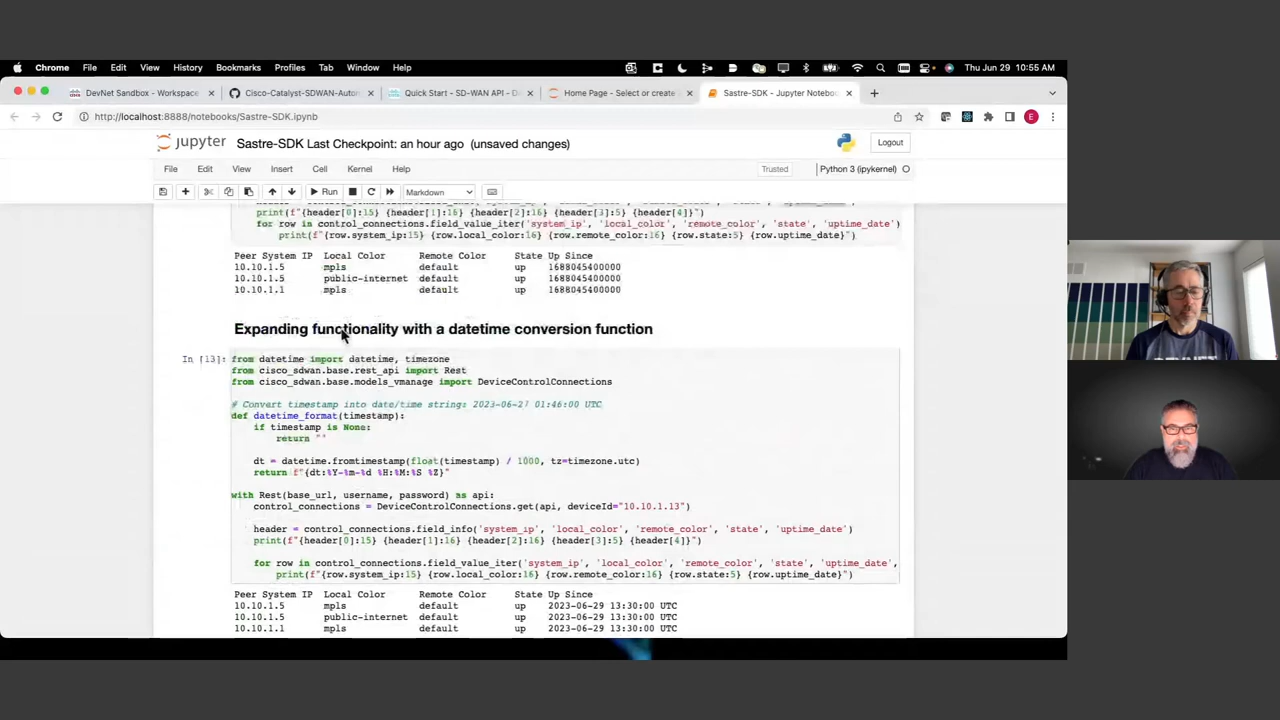 Chrome File Edit View History Bookmarks Profiles Tab Window Help Thu Jun 29 10:55 AM
DevNet Sandbox - Workspace Cisco-Catalyst-SDWAN-Auton Quick Start - SD-WAN API - D Home Page - Select or create Sastre-SDK - Jupyter Notebo
http://localhost:8888/notebooks/Sastre-SDK.ipynb E
jupyter Sastre-SDK Last Checkpoint: an hour ago (unsaved changes) Logout
File Edit View Insert Cell Kernel Help Trusted Python 3 (ipykernel)
Run Markdown
print(f"{header[0]:15} {header[1]:16} {header[2]:16} {header[3]:5} {header[4]}")
for row in control_connections.field_value_iter('system_ip', 'local_color', 'remote_color', 'state', 'uptime_date')
print(f"{row.system_ip:15} {row.local_color:16} {row.remote_color:16} {row.state:5} {row.uptime_date}")
Peer System IP Local Color Remote Color State Up Since
10.10.1.5 mpls default up 1688045400000
10.10.1.5 public-internet default up 1688045400000
10.10.1.1 mpls default up 1688045400000
Expanding functionality with a datetime conversion function
In [13]: from datetime import datetime, timezone
from cisco_sdwan.base.rest_api import Rest
from cisco_sdwan.base.models_vmanage import DeviceControlConnections
# Convert timestamp into date/time string: 2023-06-27 01:46:00 UTC
def datetime_format(timestamp):
if timestamp is None:
return ""
dt = datetime.fromtimestamp(float(timestamp) / 1000, tz=timezone.utc)
return f"{dt:%Y-%m-%d %H:%M:%S %Z}"
with Rest(base_url, username, password) as api:
control_connections = DeviceControlConnections.get(api, deviceId="10.10.1.13")
header = control_connections.field_info('system_ip', 'local_color', 'remote_color', 'state', 'uptime_date')
print(f"{header[0]:15} {header[1]:16} {header[2]:16} {header[3]:5} {header[4]}")
for row in control_connections.field_value_iter('system_ip', 'local_color', 'remote_color', 'state', 'uptime_date',
print(f"{row.system_ip:15} {row.local_color:16} {row.remote_color:16} {row.state:5} {row.uptime_date}")
Peer System IP Local Color Remote Color State Up Since
10.10.1.5 mpls default up 2023-06-29 13:30:00 UTC
10.10.1.5 public-internet default up 2023-06-29 13:30:00 UTC
10.10.1.1 mpls default up 2023-06-29 13:30:00 UTC